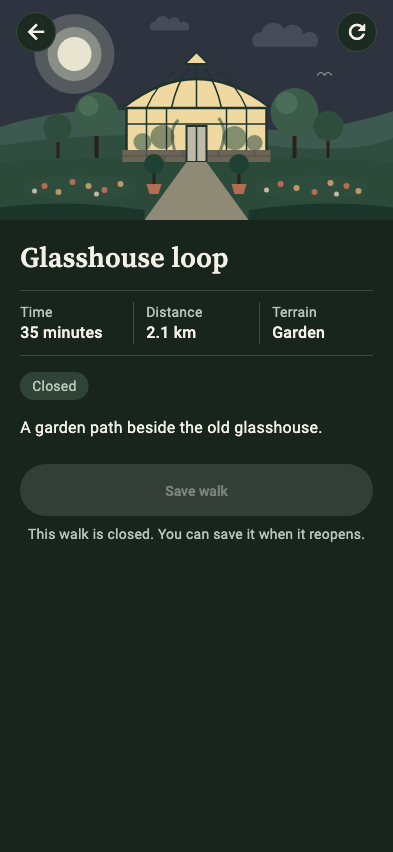 Glasshouse loop
Time
35 minutes
Distance
2.1 km
Terrain
Garden
Closed
A garden path beside the old glasshouse.
Save walk
This walk is closed. You can save it when it reopens.